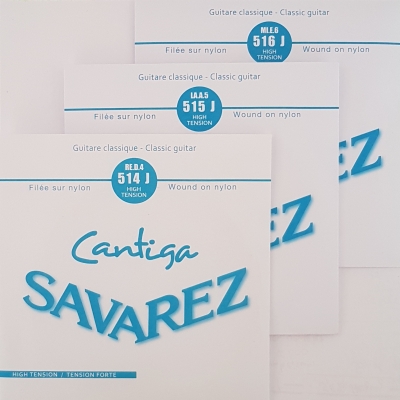 MI.E.6
516 J
HIGH
TENSION
Guitare classique - Classic guitar
Filée sur nylon
Wound on nylon
LA.A.5
515 J
HIGH
TENSION
Guitare classique - Classic guitar
Filée sur nylon
Wound on nylon
EZ
RE.D.4
514 J
HIGH
TENSION
Guitare classique - Classic guitar
Filée sur nylon
Wound on nylon
EZ
Cantiga
SAVAREZ
HIGH TENSION / TENSION FORTE